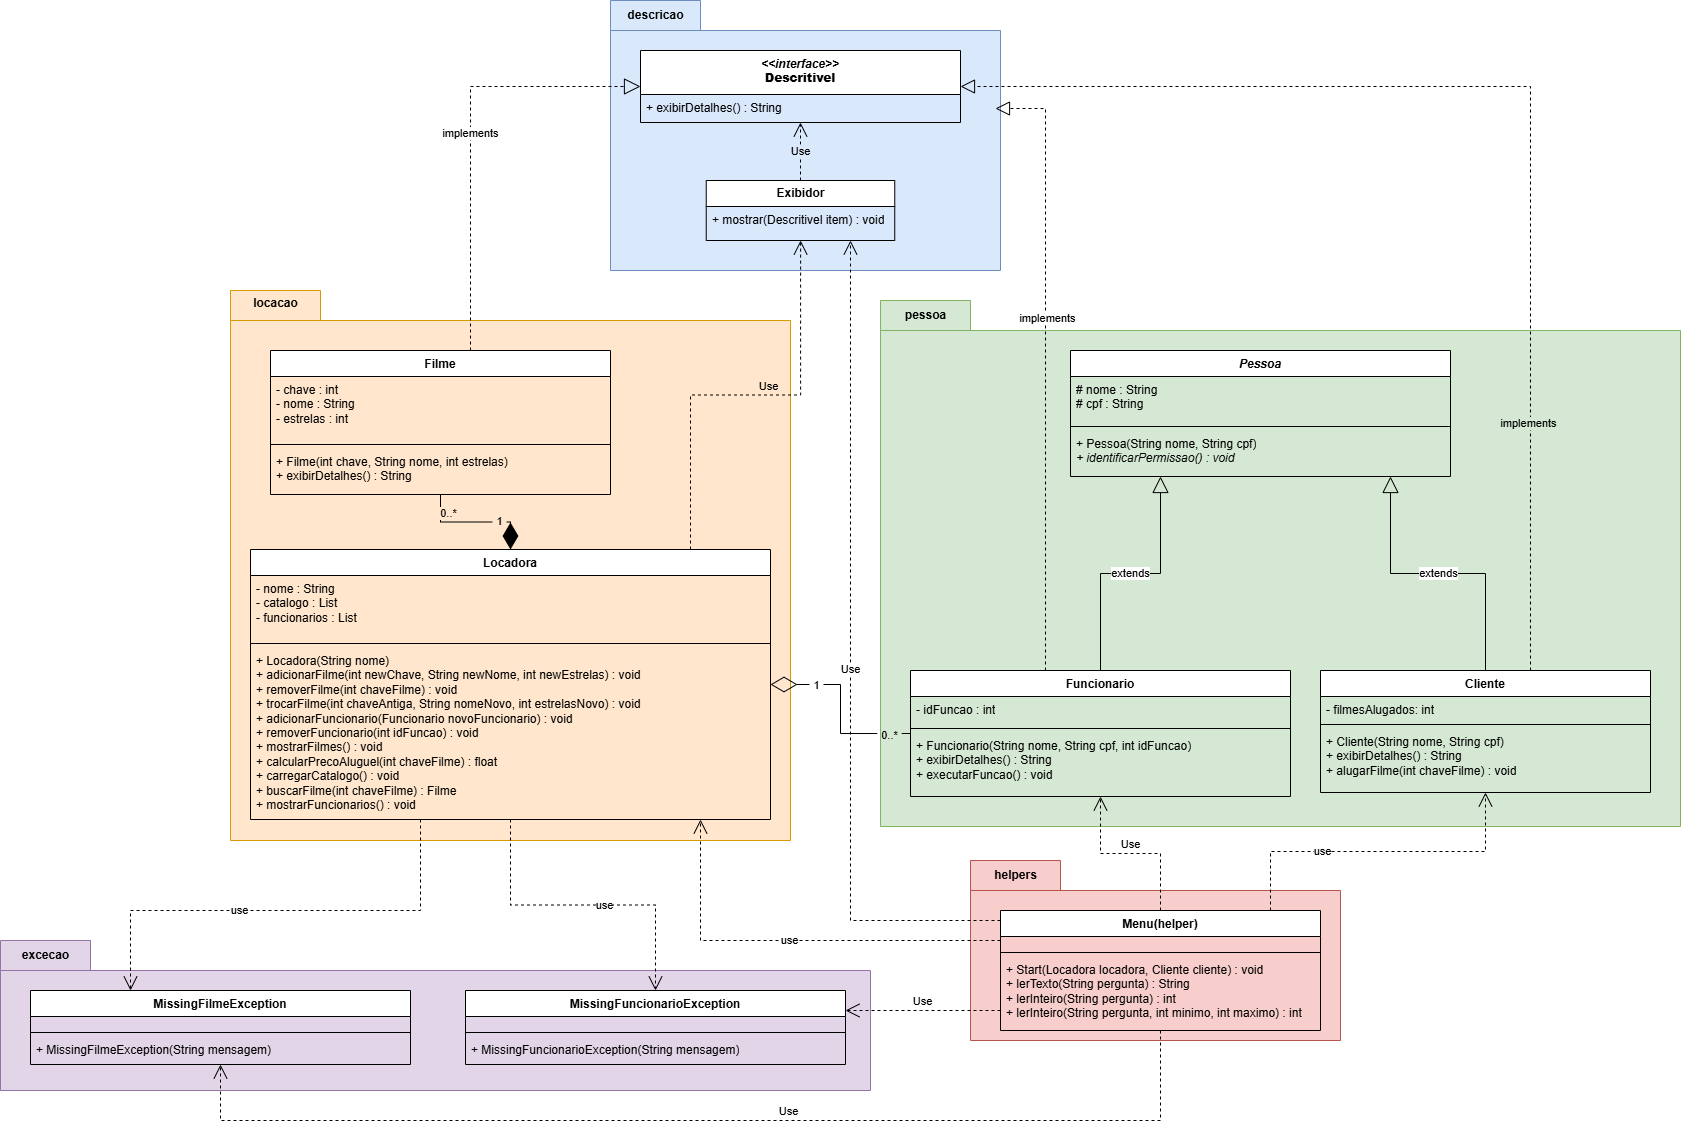 descricao
<<interface>>
Descritivel
+ exibirDetalhes() : String
implements
Use
Exibidor
+ mostrar(Descritivel item) : void
locacao
Filme
- chave : int
- nome : String
- estrelas : int
+ Filme(int chave, String nome, int estrelas)
+ exibirDetalhes() : String
0..*
1
Use
Locadora
- nome : String
- catalogo : List
- funcionarios : List
+ Locadora(String nome)
+ adicionarFilme(int newChave, String newNome, int newEstrelas) : void
+ removerFilme(int chaveFilme) : void
+ trocarFilme(int chaveAntiga, String nomeNovo, int estrelasNovo) : void
+ adicionarFuncionario(Funcionario novoFuncionario) : void
+ removerFuncionario(int idFuncao) : void
+ mostrarFilmes() : void
+ calcularPrecoAluguel(int chaveFilme) : float
+ carregarCatalogo() : void
+ buscarFilme(int chaveFilme) : Filme
+ mostrarFuncionarios() : void
1
0..*
Use
pessoa
implements
implements
Pessoa
# nome : String
# cpf : String
+ Pessoa(String nome, String cpf)
+ identificarPermissao() : void
extends
extends
Funcionario
- idFuncao : int
+ Funcionario(String nome, String cpf, int idFuncao)
+ exibirDetalhes() : String
+ executarFuncao() : void
Cliente
- filmesAlugados: int
+ Cliente(String nome, String cpf)
+ exibirDetalhes() : String
+ alugarFilme(int chaveFilme) : void
Use
use
helpers
Menu(helper)
+ Start(Locadora locadora, Cliente cliente) : void
+ lerTexto(String pergunta) : String
+ lerInteiro(String pergunta) : int
+ lerInteiro(String pergunta, int minimo, int maximo) : int
use
use
use
Use
excecao
MissingFilmeException
+ MissingFilmeException(String mensagem)
MissingFuncionarioException
+ MissingFuncionarioException(String mensagem)
Use